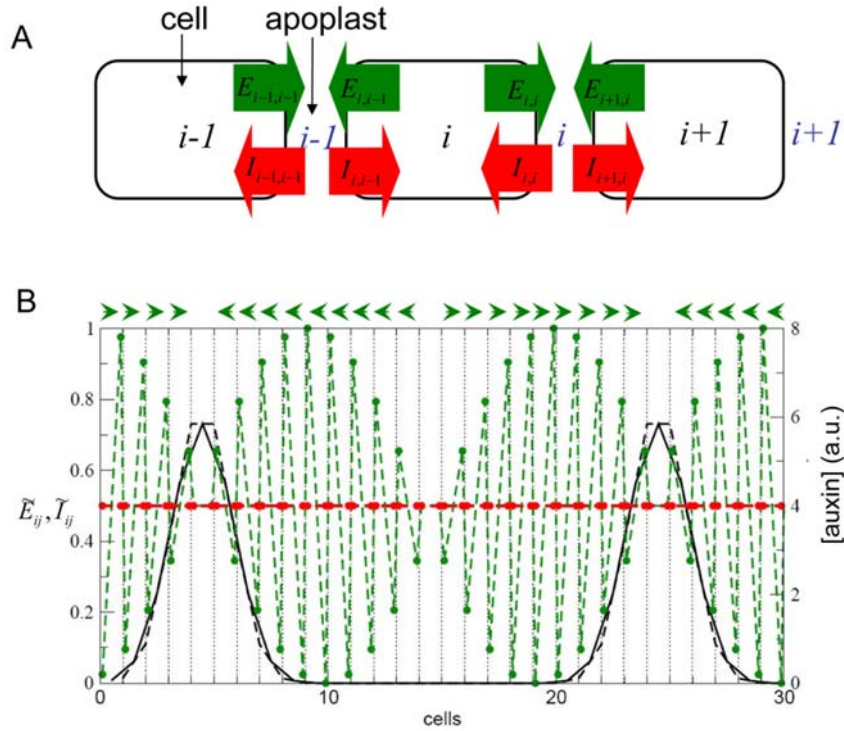 A
cell apoplast
E_{i-1,i-1} E_{i,i-1} E_{i,i} E_{i+1,i}
i-1 i-1 i i i+1 i+1
I_{i-1,i-1} I_{i,i-1} I_{i,i} I_{i+1,i}
B
1 8
0.8
6
0.6
Ẽ_{ij}, Ĩ_{ij} 4 [auxin] (a.u.)
0.4
2
0.2
0 0
0 10 20 30
cells